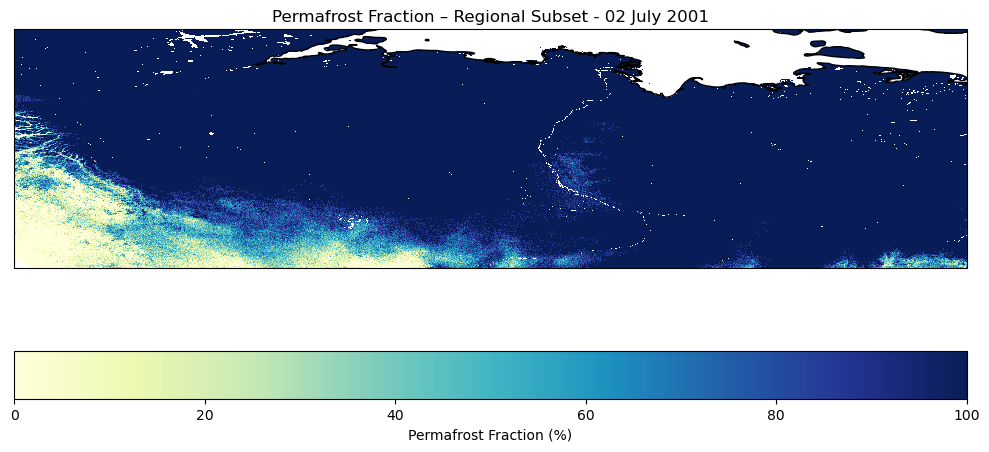 Permafrost Fraction – Regional Subset - 02 July 2001
0 20 40 60 80 100
Permafrost Fraction (%)